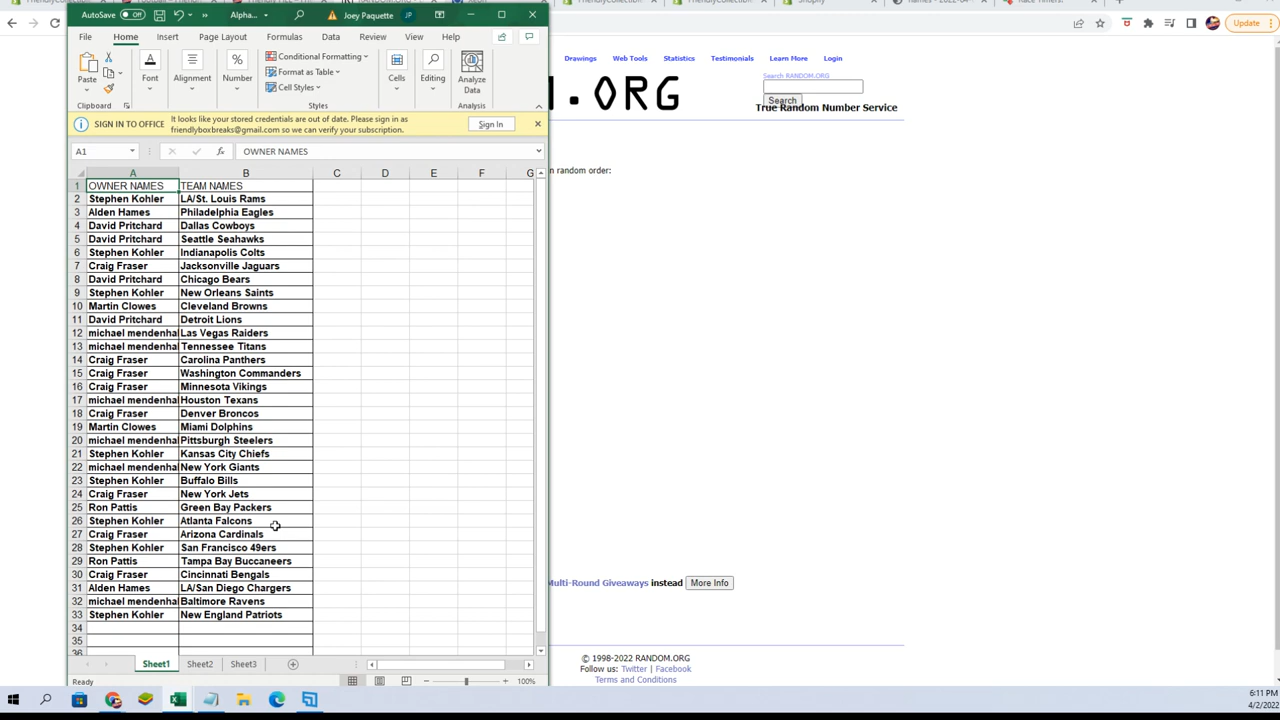 AutoSave Off Alpha... Joey Paquette JP
File Home Insert Page Layout Formulas Data Review View Help
Paste Font Alignment Number Conditional Formatting Format as Table Cell Styles Cells Editing Analyze Data
Clipboard Styles Analysis
SIGN IN TO OFFICE It looks like your stored credentials are out of date. Please sign in as friendlyboxbreaks@gmail.com so we can verify your subscription. Sign In
A1 fx OWNER NAMES
A B C D E F G
1 OWNER NAMES TEAM NAMES
2 Stephen Kohler LA/St. Louis Rams
3 Alden Hames Philadelphia Eagles
4 David Pritchard Dallas Cowboys
5 David Pritchard Seattle Seahawks
6 Stephen Kohler Indianapolis Colts
7 Craig Fraser Jacksonville Jaguars
8 David Pritchard Chicago Bears
9 Stephen Kohler New Orleans Saints
10 Martin Clowes Cleveland Browns
11 David Pritchard Detroit Lions
12 michael mendenhal Las Vegas Raiders
13 michael mendenhal Tennessee Titans
14 Craig Fraser Carolina Panthers
15 Craig Fraser Washington Commanders
16 Craig Fraser Minnesota Vikings
17 michael mendenhal Houston Texans
18 Craig Fraser Denver Broncos
19 Martin Clowes Miami Dolphins
20 michael mendenhal Pittsburgh Steelers
21 Stephen Kohler Kansas City Chiefs
22 michael mendenhal New York Giants
23 Stephen Kohler Buffalo Bills
24 Craig Fraser New York Jets
25 Ron Pattis Green Bay Packers
26 Stephen Kohler Atlanta Falcons
27 Craig Fraser Arizona Cardinals
28 Stephen Kohler San Francisco 49ers
29 Ron Pattis Tampa Bay Buccaneers
30 Craig Fraser Cincinnati Bengals
31 Alden Hames LA/San Diego Chargers
32 michael mendenhal Baltimore Ravens
33 Stephen Kohler New England Patriots
34
35
36
Sheet1 Sheet2 Sheet3
100%
Update
Drawings Web Tools Statistics Testimonials Learn More Login
Search RANDOM.ORG
Search
.ORG
True Random Number Service
n random order:
Multi-Round Giveaways instead More Info
© 1998-2022 RANDOM.ORG
Follow us: Twitter | Facebook
Terms and Conditions
6:11 PM
4/2/2022